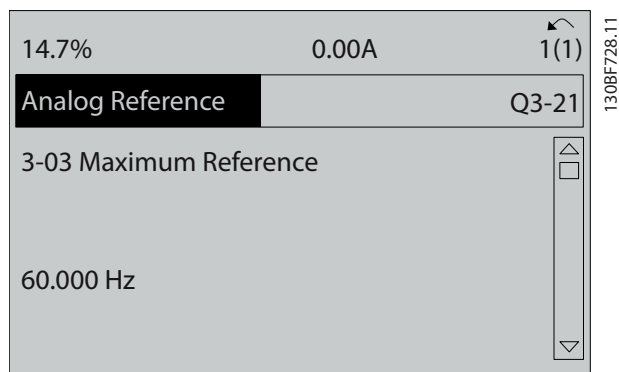 14.7% 0.00A 1(1)
Analog Reference Q3-21
3-03 Maximum Reference
60.000 Hz
130BF728.11